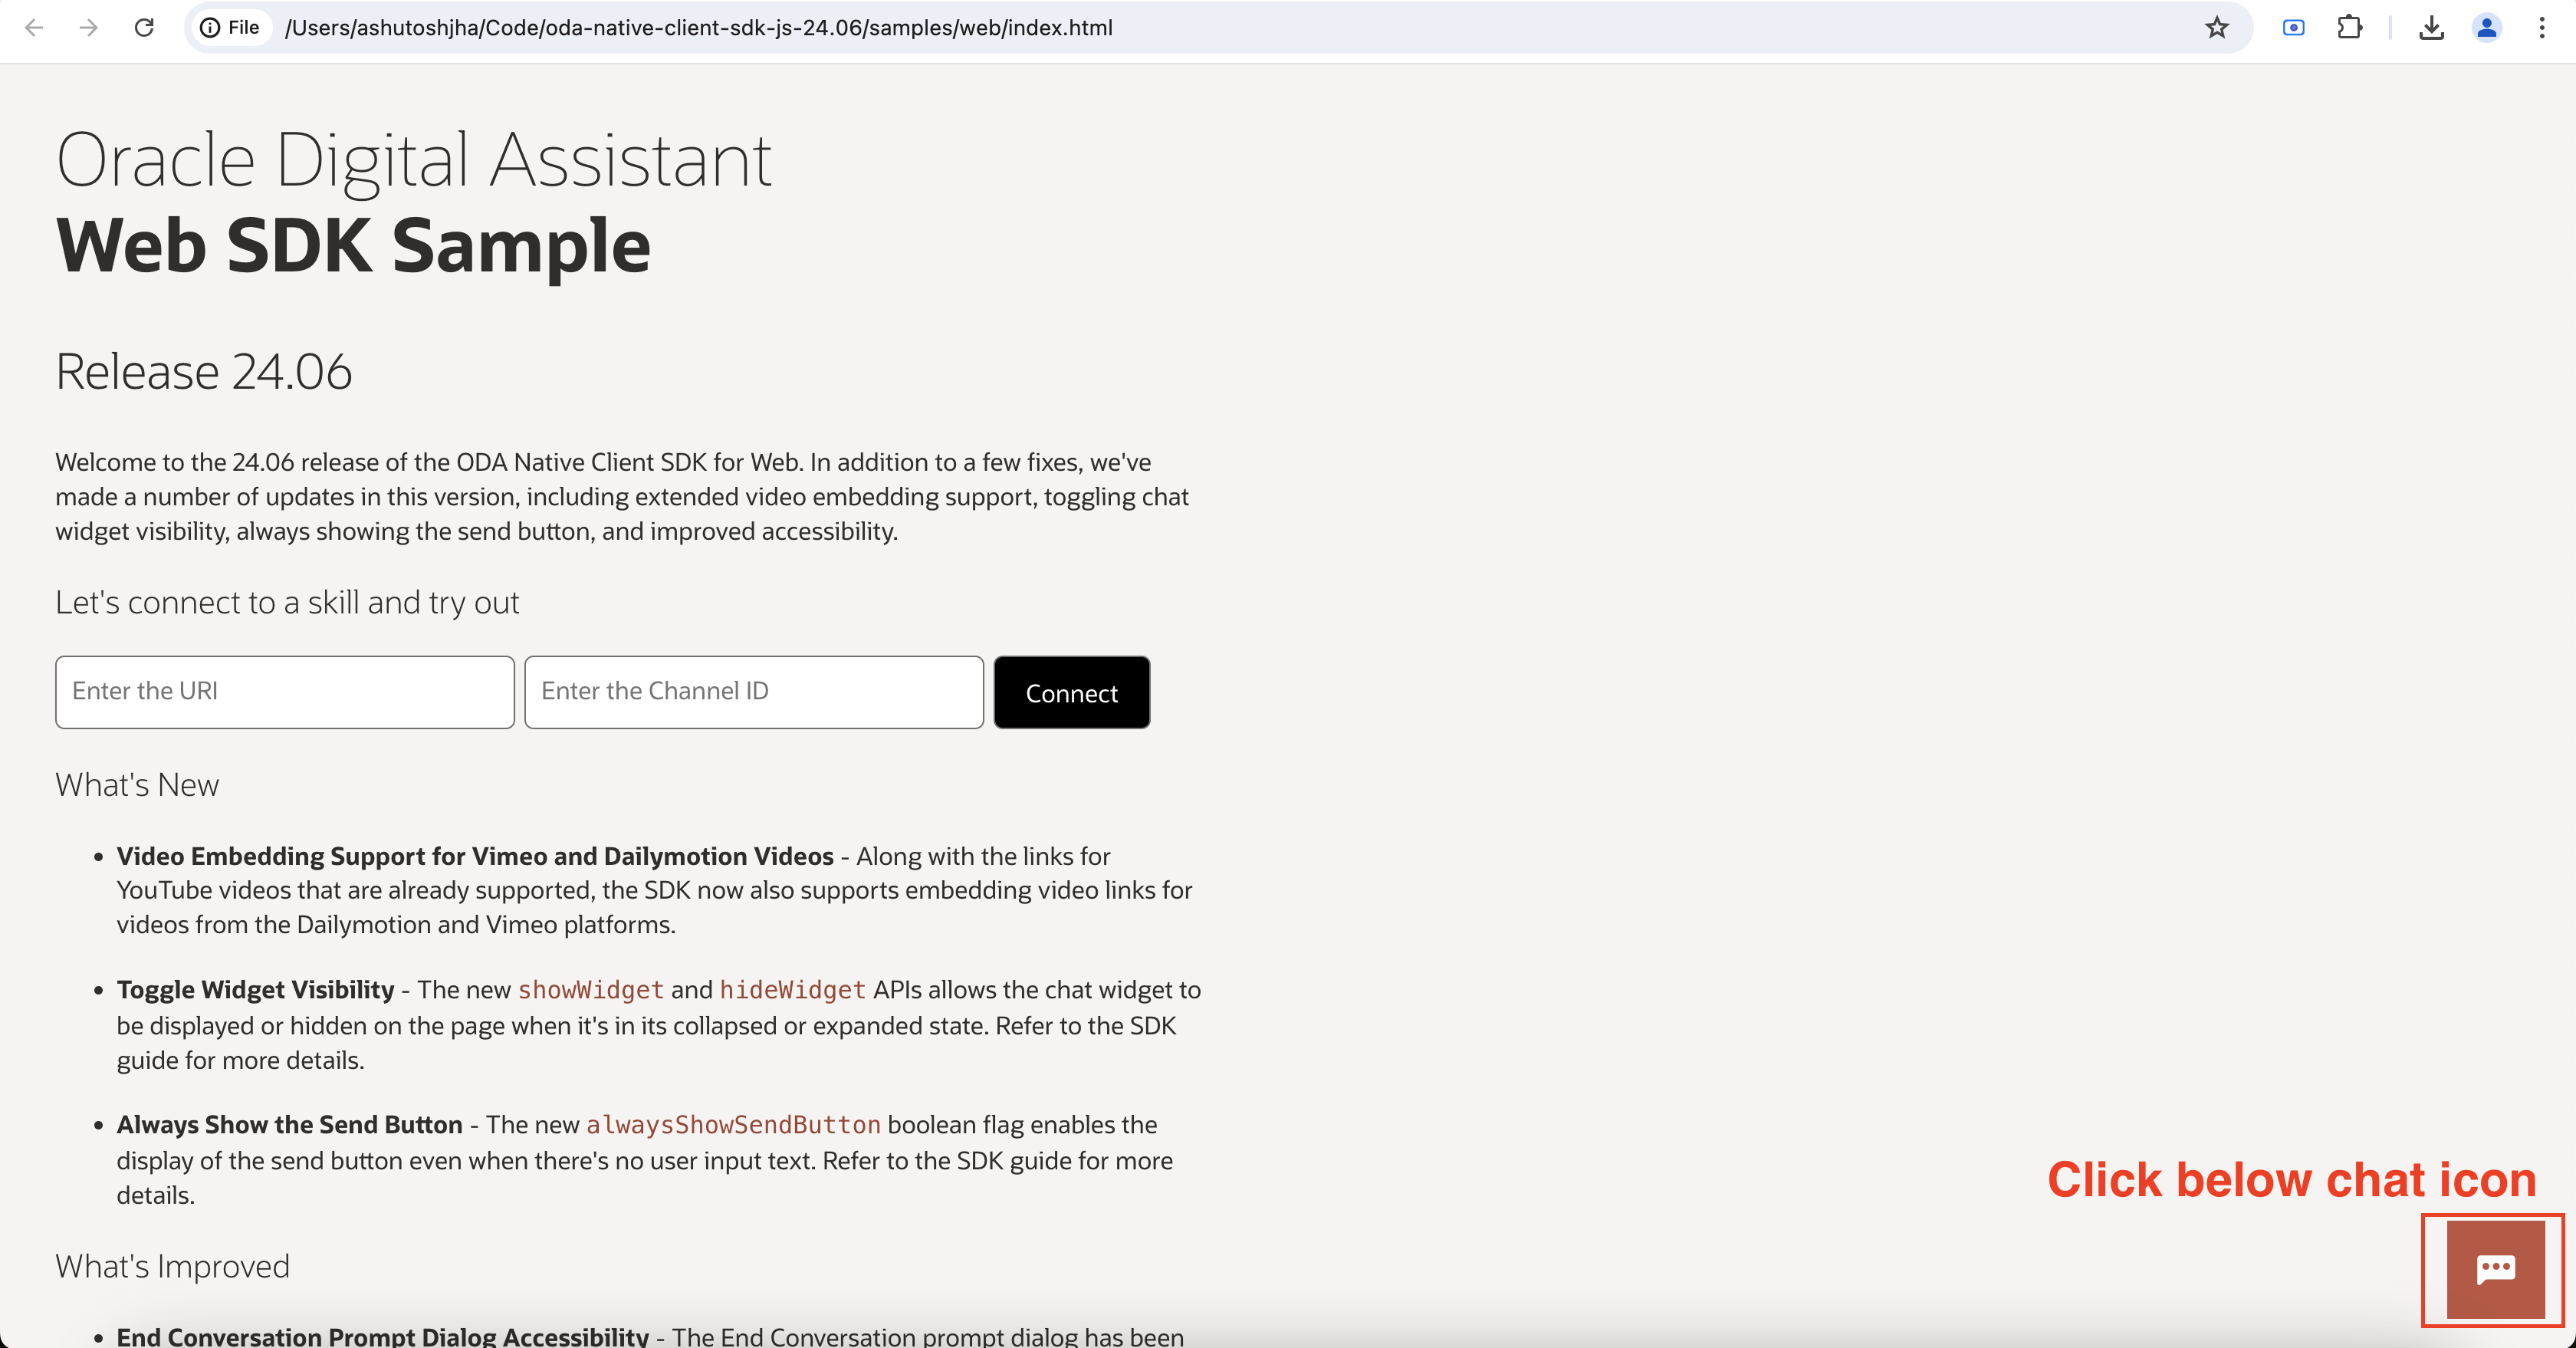 File /Users/ashutoshjha/Code/oda-native-client-sdk-js-24.06/samples/web/index.html
Oracle Digital Assistant
Web SDK Sample
Release 24.06
Welcome to the 24.06 release of the ODA Native Client SDK for Web. In addition to a few fixes, we've
made a number of updates in this version, including extended video embedding support, toggling chat
widget visibility, always showing the send button, and improved accessibility.
Let's connect to a skill and try out
Enter the URI Enter the Channel ID Connect
What's New
• Video Embedding Support for Vimeo and Dailymotion Videos - Along with the links for
YouTube videos that are already supported, the SDK now also supports embedding video links for
videos from the Dailymotion and Vimeo platforms.
• Toggle Widget Visibility - The new showWidget and hideWidget APIs allows the chat widget to
be displayed or hidden on the page when it's in its collapsed or expanded state. Refer to the SDK
guide for more details.
• Always Show the Send Button - The new alwaysShowSendButton boolean flag enables the
display of the send button even when there's no user input text. Refer to the SDK guide for more
details.
Click below chat icon
What's Improved
• End Conversation Prompt Dialog Accessibility - The End Conversation prompt dialog has been